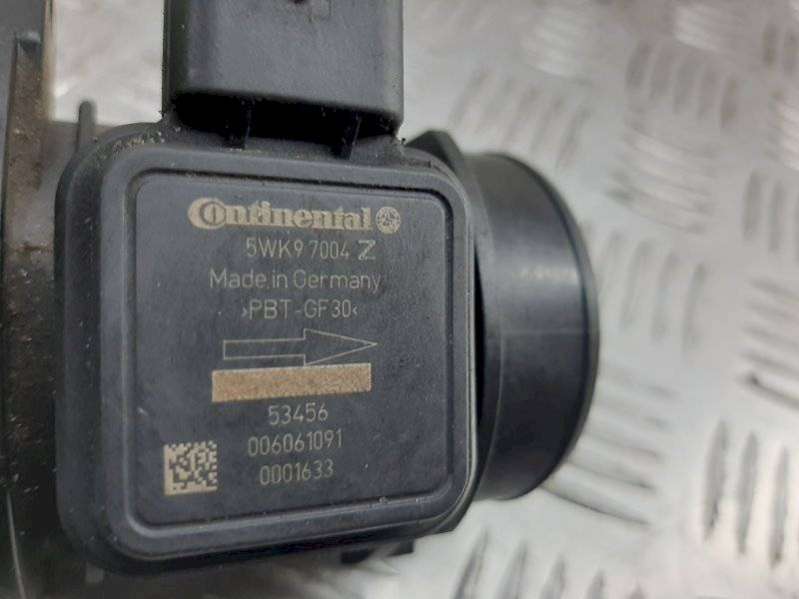 Continental
5WK9 7004 Z
Made in Germany
>PBT-GF30<
53456
006061091
0001633